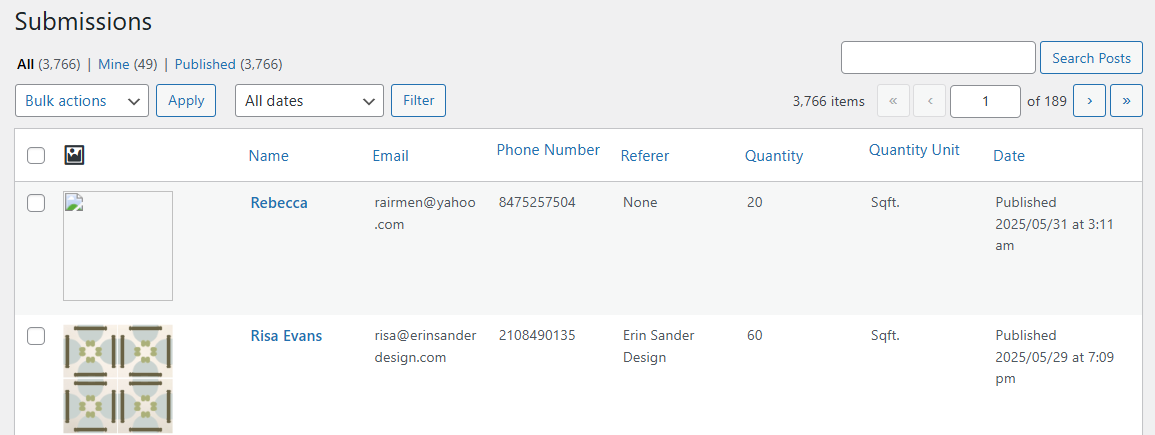 Submissions
All (3,766) | Mine (49) | Published (3,766)
Search Posts
Bulk actions
Apply
All dates
Filter
3,766 items
«
‹
1
of 189
›
»
Name
Email
Phone Number
Referer
Quantity
Quantity Unit
Date
Rebecca
rairmen@yahoo
.com
8475257504
None
20
Sqft.
Published
2025/05/31 at 3:11
am
Risa Evans
risa@erinsander
design.com
2108490135
Erin Sander
Design
60
Sqft.
Published
2025/05/29 at 7:09
pm